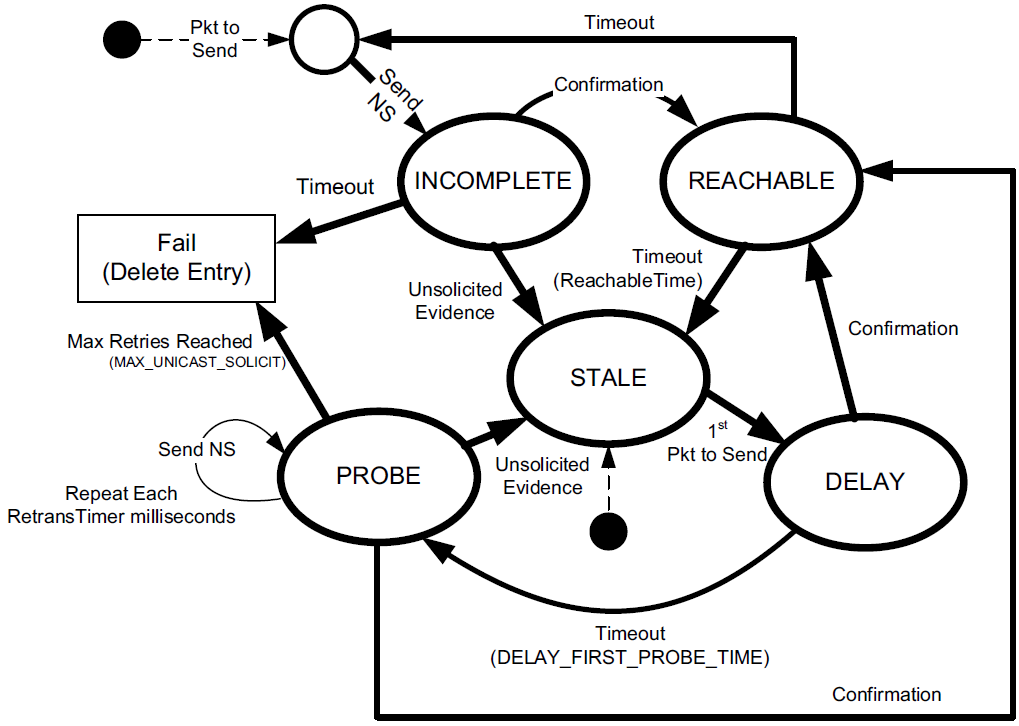 Timeout
Pkt to
Send
Send
NS
Confirmation
INCOMPLETE
REACHABLE
Timeout
Fail
(Delete Entry)
Timeout
(ReachableTime)
Unsolicited
Evidence
Confirmation
Max Retries Reached
(MAX_UNICAST_SOLICIT)
STALE
1st
Pkt to Send
Send NS
PROBE
Unsolicited
Evidence
DELAY
Repeat Each
RetransTimer milliseconds
Timeout
(DELAY_FIRST_PROBE_TIME)
Confirmation